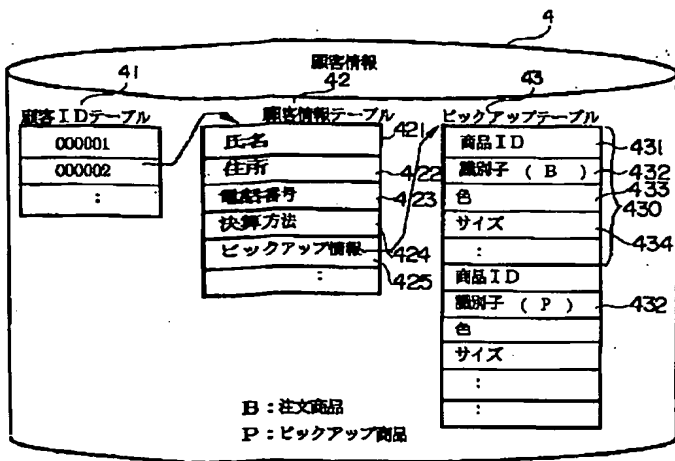 4
顧客情報
41
42
43
顧客IDテーブル
顧客情報テーブル
ピックアップテーブル
000001
000002
:
氏名
421
住所
422
電話番号
423
決算方法
424
ピックアップ情報
425
:
商品ID
431
識別子 ( B )
432
色
433
430
サイズ
434
:
商品ID
識別子 ( P )
432
色
サイズ
:
:
B:注文商品
P:ピックアップ商品